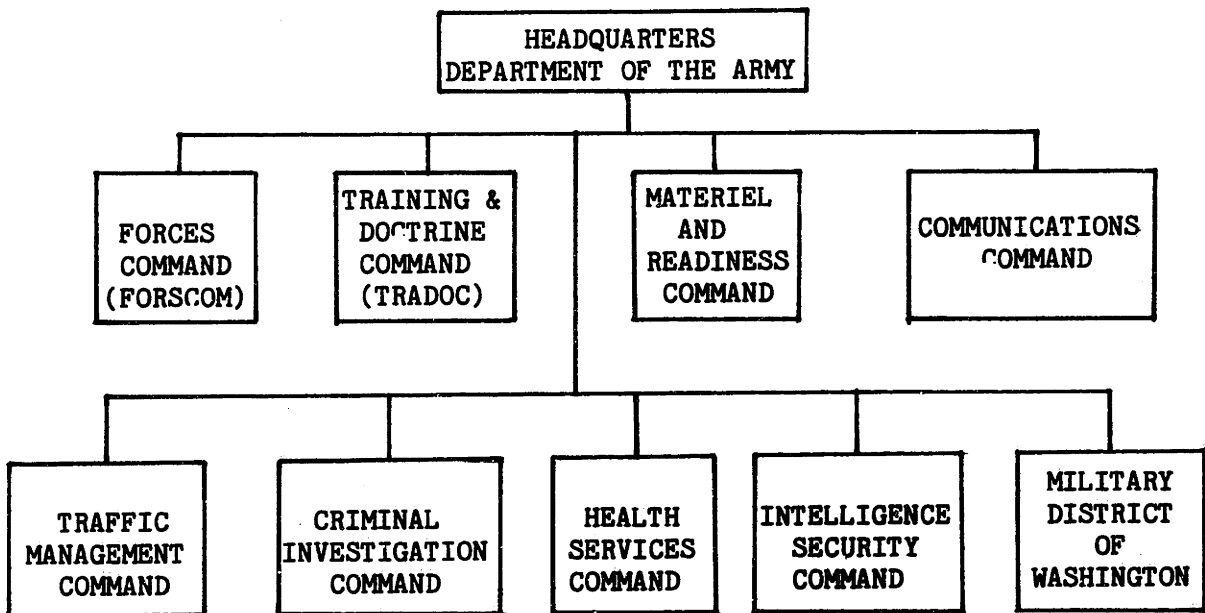 HEADQUARTERS
DEPARTMENT OF THE ARMY
FORCES
COMMAND
(FORSCOM)
TRAINING &
DOCTRINE
COMMAND
(TRADOC)
MATERIEL
AND
READINESS
COMMAND
COMMUNICATIONS
COMMAND
TRAFFIC
MANAGEMENT
COMMAND
CRIMINAL
INVESTIGATION
COMMAND
HEALTH
SERVICES
COMMAND
INTELLIGENCE
SECURITY
COMMAND
MILITARY
DISTRICT
OF
WASHINGTON